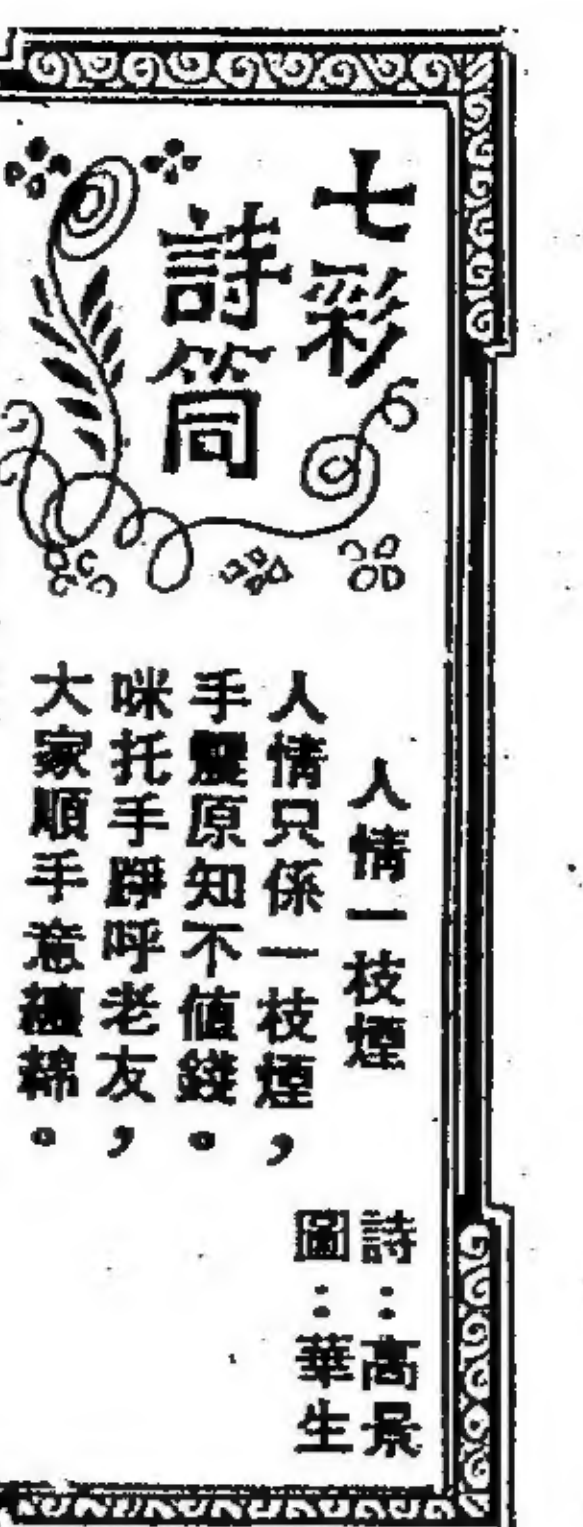 七彩
詩筒
人情一枝煙
人情只係一枝煙，
手震原知不值錢。
咪托手踭呼老友，
大家順手意纏綿。
詩：高景
圖：華生